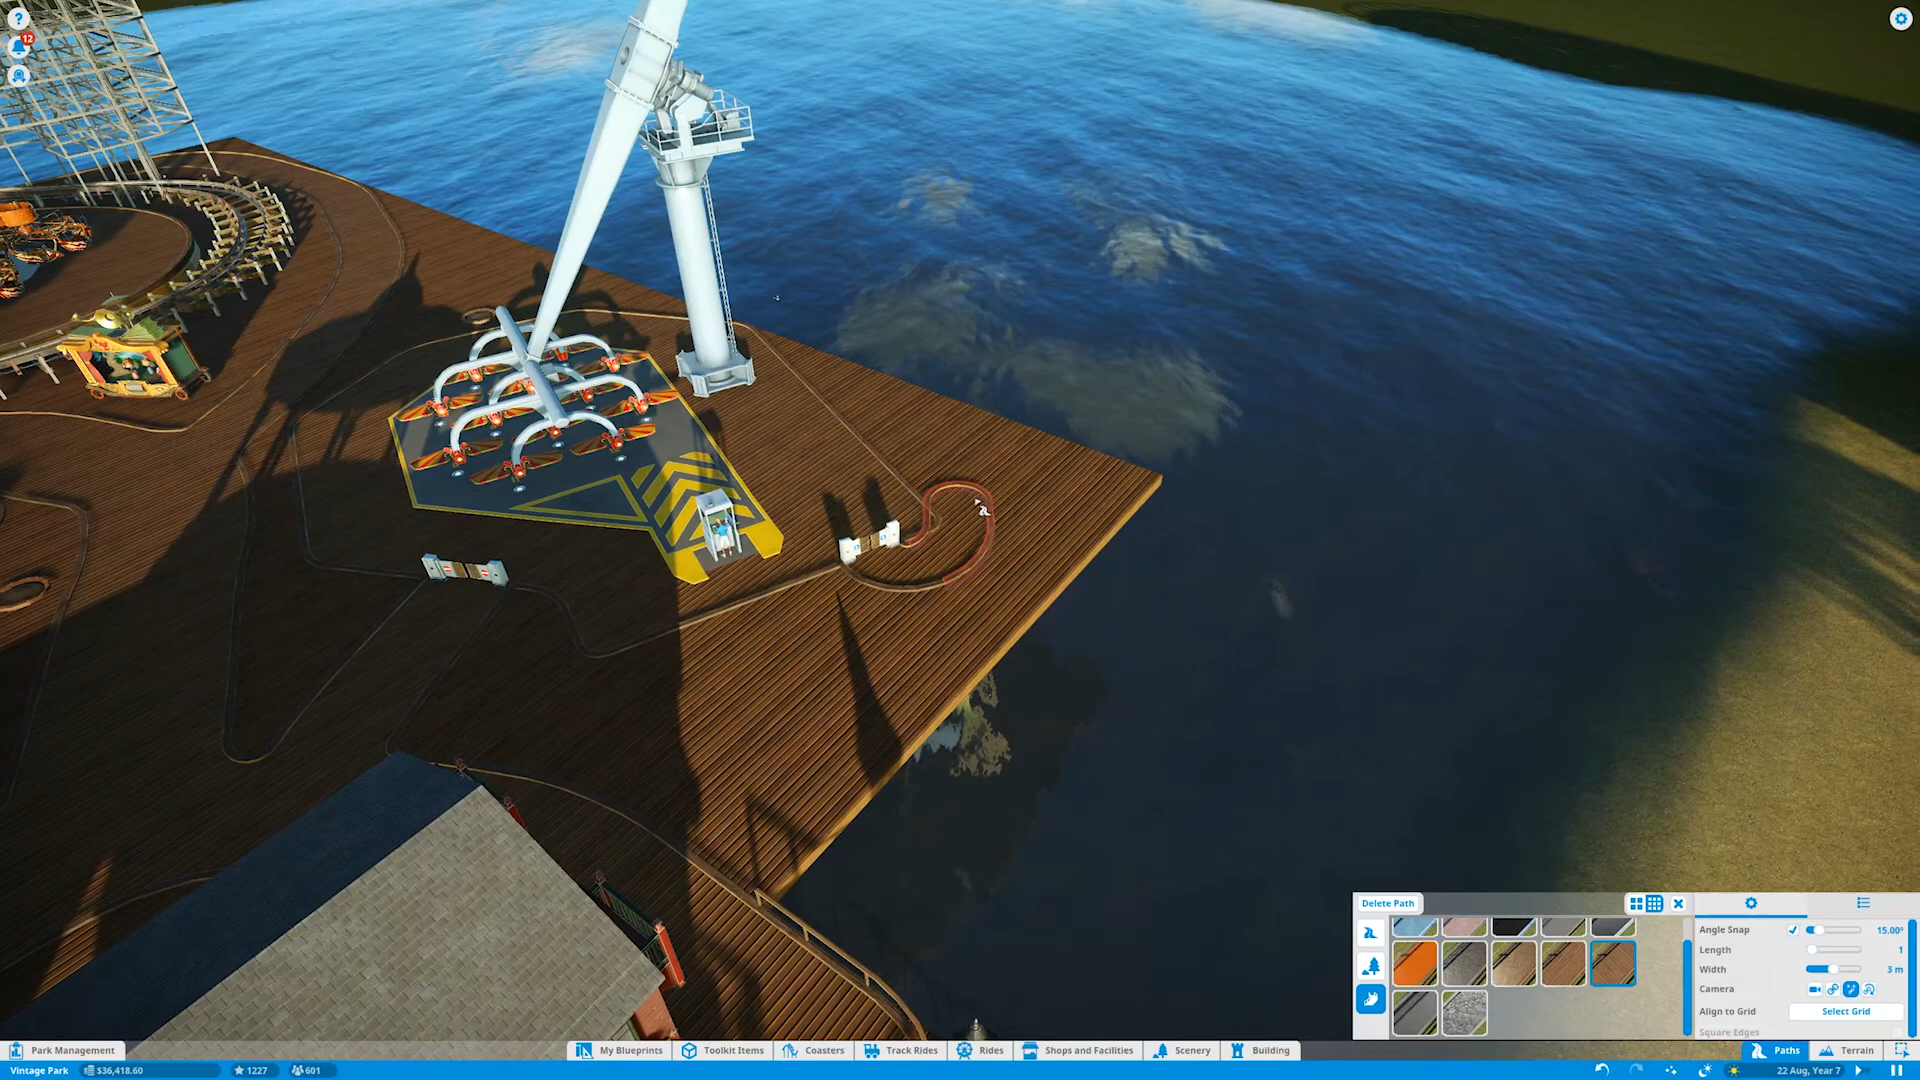 ?
12
Delete Path
Angle Snap 15.00°
Length 1
Width 3 m
Camera
Align to Grid Select Grid
Square Edges
Park Management
My Blueprints
Toolkit Items
Coasters
Track Rides
Rides
Shops and Facilities
Scenery
Building
Paths
Terrain
Vintage Park
$36,418.60
1227
601
22 Aug, Year 7